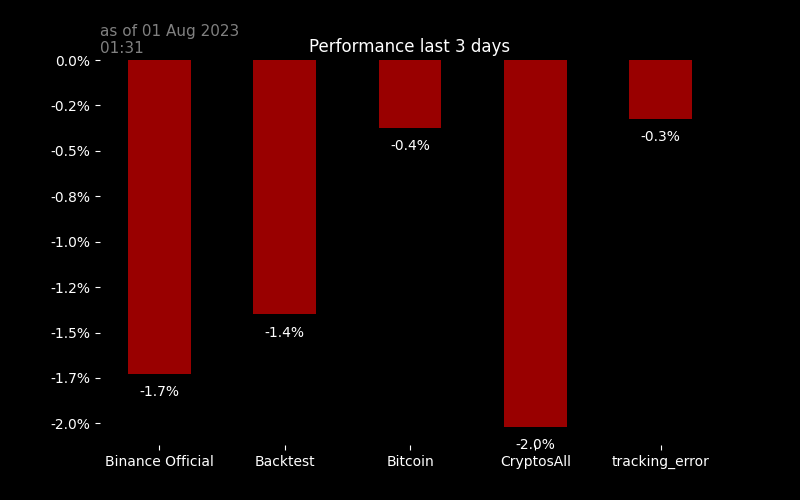 as of 01 Aug 2023
01:31
Performance last 3 days
0.0%
-0.2%
-0.5%
-0.8%
-1.0%
-1.2%
-1.5%
-1.7%
-2.0%
-1.7%
-1.4%
-0.4%
-2.0%
-0.3%
Binance Official
Backtest
Bitcoin
CryptosAll
tracking_error